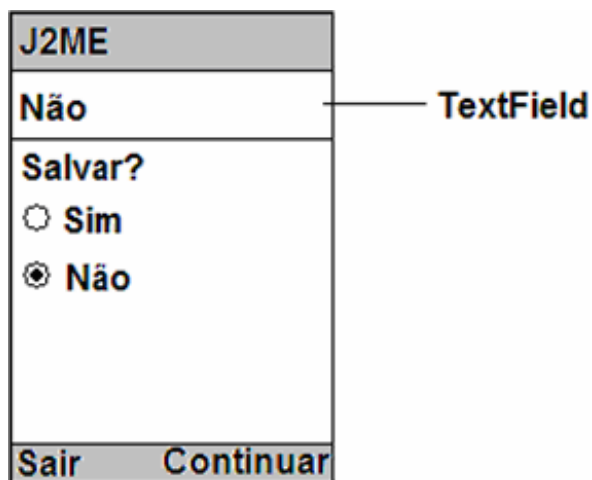 J2ME
Não
TextField
Salvar?
Sim
Não
Sair Continuar